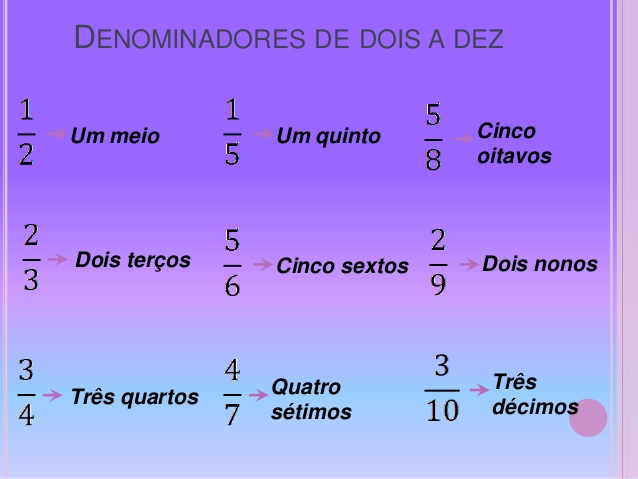 DENOMINADORES DE DOIS A DEZ
1/2 → Um meio
1/5 → Um quinto
5/8 → Cinco
oitavos
2/3 → Dois terços
5/6 → Cinco sextos
2/9 → Dois nonos
3/4 → Três quartos
4/7 → Quatro
sétimos
3/10 → Três
décimos